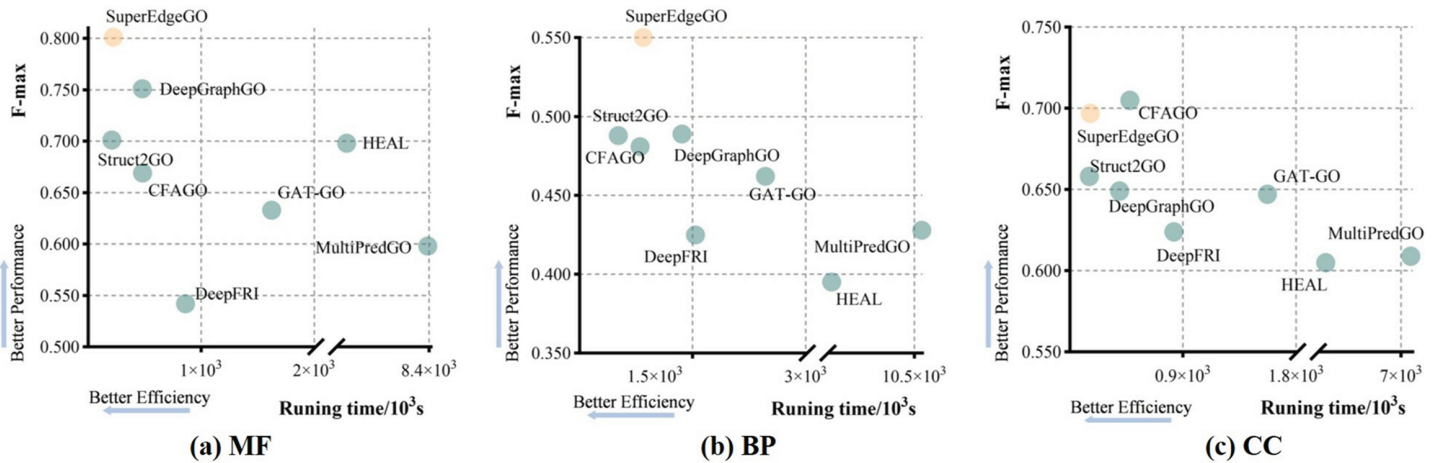 SuperEdgeGO
0.800
0.750
0.700
0.650
0.600
0.550
0.500
F-max
Better Performance
DeepGraphGO
HEAL
Struct2GO
CFAGO
GAT-GO
MultiPredGO
DeepFRI
1×10³
2×10³
8.4×10³
Better Efficiency
Runing time/10³s
(a) MF
SuperEdgeGO
0.550
0.500
0.450
0.400
0.350
F-max
Better Performance
Struct2GO
CFAGO
DeepGraphGO
GAT-GO
DeepFRI
MultiPredGO
HEAL
1.5×10³
3×10³
10.5×10³
Better Efficiency
Runing time/10³s
(b) BP
0.750
0.700
0.650
0.600
0.550
F-max
Better Performance
CFAGO
SuperEdgeGO
Struct2GO
GAT-GO
DeepGraphGO
MultiPredGO
DeepFRI
HEAL
0.9×10³
1.8×10³
7×10³
Better Efficiency
Runing time/10³s
(c) CC